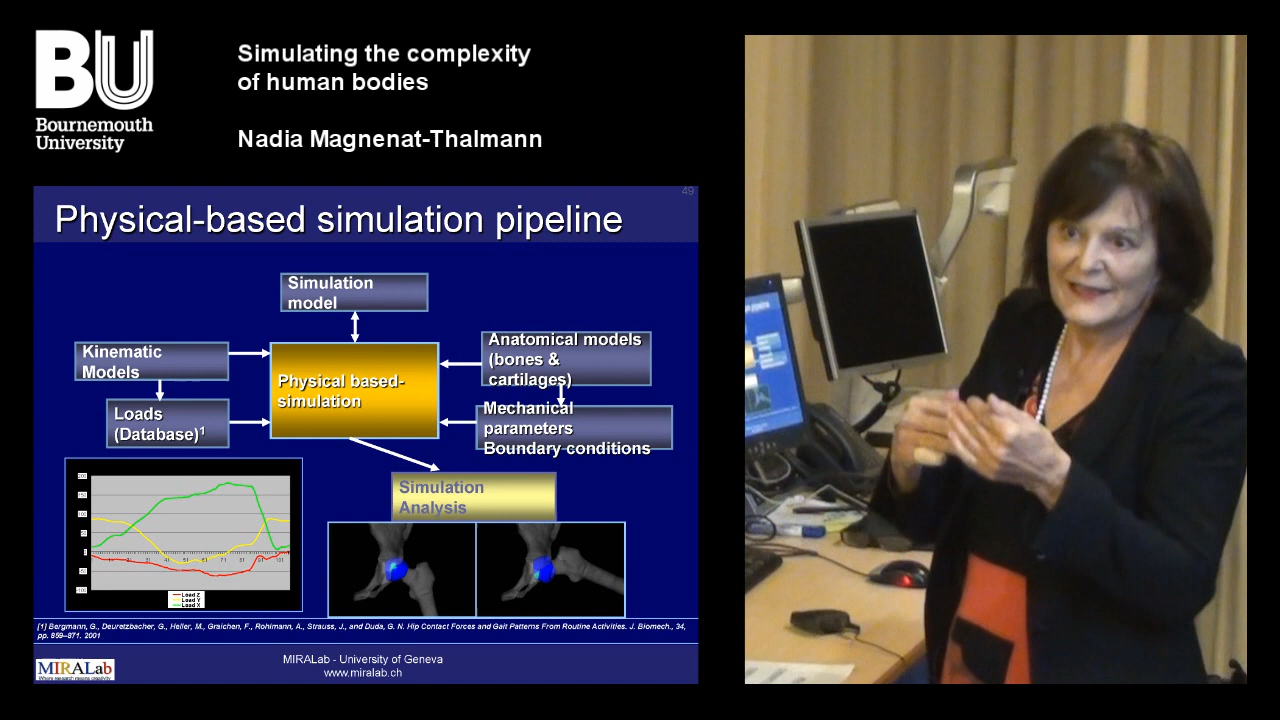 BU
Bournemouth
University
Simulating the complexity
of human bodies
Nadia Magnenat-Thalmann
49
Physical-based simulation pipeline
Simulation
model
Kinematic
Models
Loads
(Database)1
Physical based-
simulation
Anatomical models
(bones &
cartilages)
Mechanical
parameters
Boundary conditions
Simulation
Analysis
Load Z
Load Y
Load X
[1] Bergmann, G., Deuretzbacher, G., Heller, M., Graichen, F., Rohlmann, A., Strauss, J., and Duda, G. N. Hip Contact Forces and Gait Patterns From Routine Activities. J. Biomech., 34,
pp. 859–871. 2001
MIRALab
MIRALab - University of Geneva
www.miralab.ch